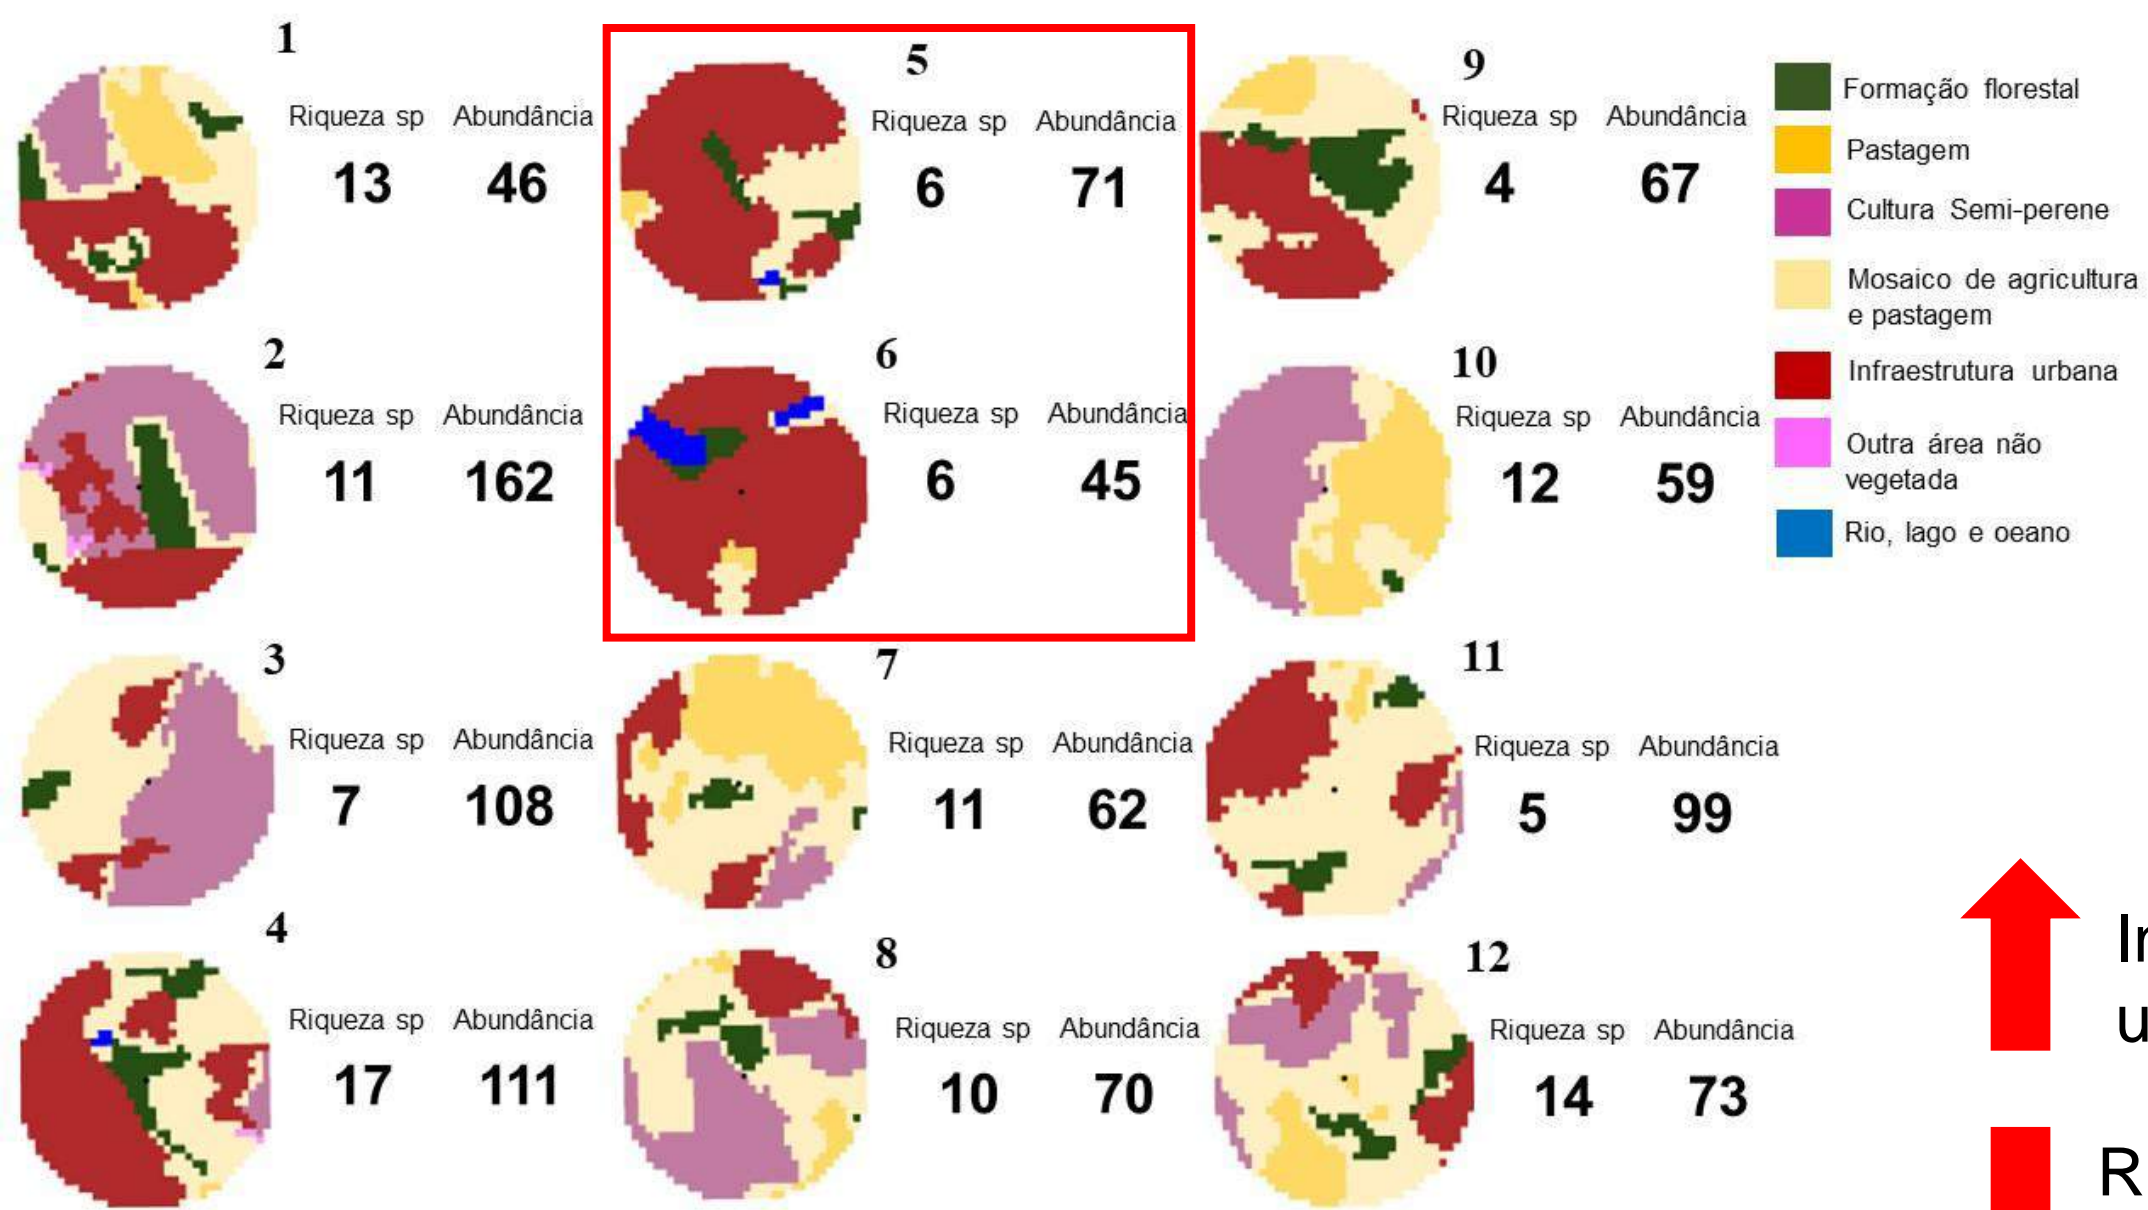 1
Riqueza sp Abundância
13 46
2
Riqueza sp Abundância
11 162
3
Riqueza sp Abundância
7 108
4
Riqueza sp Abundância
17 111
5
Riqueza sp Abundância
6 71
6
Riqueza sp Abundância
6 45
7
Riqueza sp Abundância
11 62
8
Riqueza sp Abundância
10 70
9
Riqueza sp Abundância
4 67
10
Riqueza sp Abundância
12 59
11
Riqueza sp Abundância
5 99
12
Riqueza sp Abundância
14 73
Formação florestal
Pastagem
Cultura Semi-perene
Mosaico de agricultura
e pastagem
Infraestrutura urbana
Outra área não
vegetada
Rio, lago e oeano
u
R